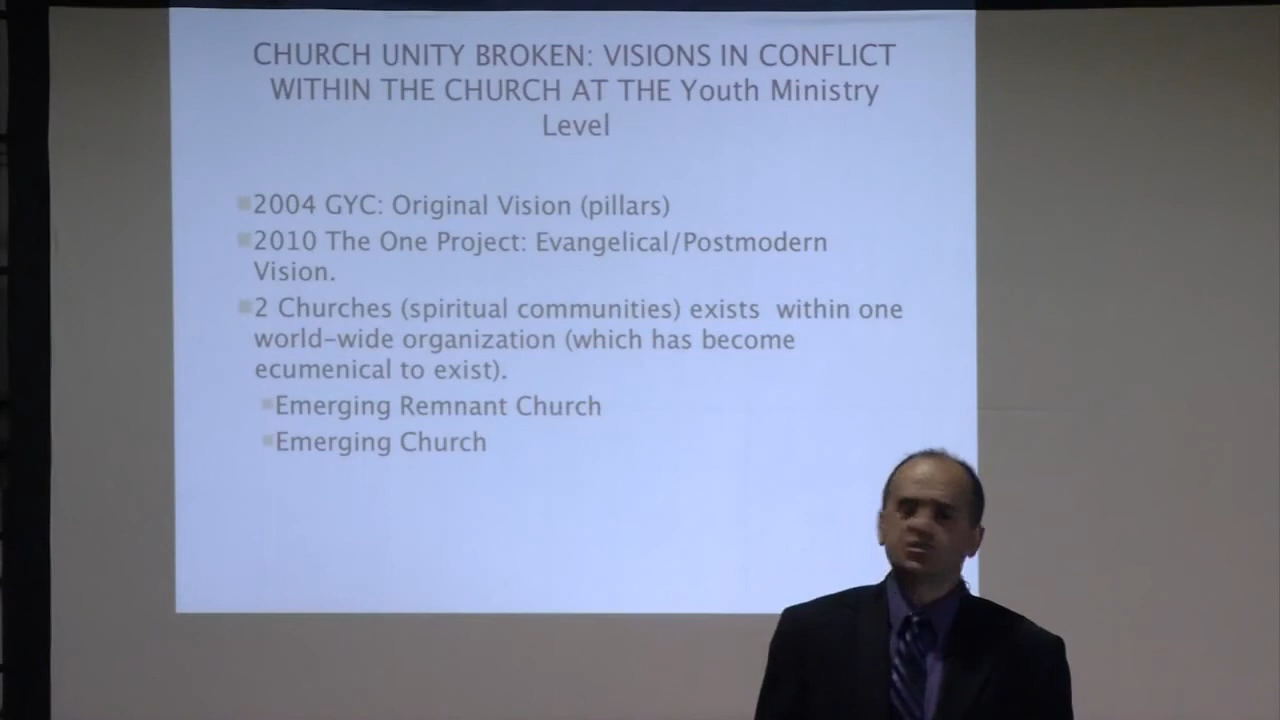 CHURCH UNITY BROKEN: VISIONS IN CONFLICT
WITHIN THE CHURCH AT THE Youth Ministry
Level
2004 GYC: Original Vision (pillars)
2010 The One Project: Evangelical/Postmodern
Vision.
2 Churches (spiritual communities) exists within one
world-wide organization (which has become
ecumenical to exist).
Emerging Remnant Church
Emerging Church